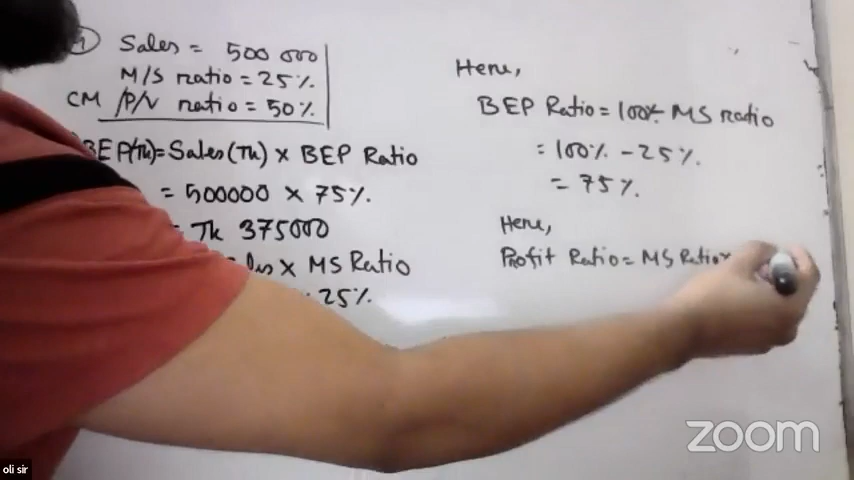 Sales = 500 000
M/S ratio = 25%
CM /P/V ratio = 50%
BEP(Tk) = Sales(Tk) × BEP Ratio
= 500000 × 75%
= Tk 375000
× MS Ratio
25%
Here,
BEP Ratio = 100% - MS ratio
= 100% - 25%
= 75%
Here,
Profit Ratio = MS Ratio ×
zoom
oli sir